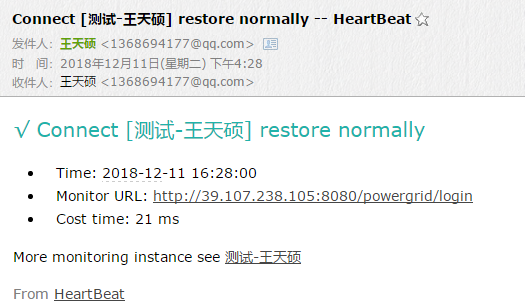 Connect [测试-王天硕] restore normally -- HeartBeat
发件人：王天硕 <1368694177@qq.com>
时　间：2018年12月11日(星期二) 下午4:28
收件人：王天硕 <1368694177@qq.com>
√ Connect [测试-王天硕] restore normally
• Time: 2018-12-11 16:28:00
• Monitor URL: http://39.107.238.105:8080/powergrid/login
• Cost time: 21 ms
More monitoring instance see 测试-王天硕
From HeartBeat